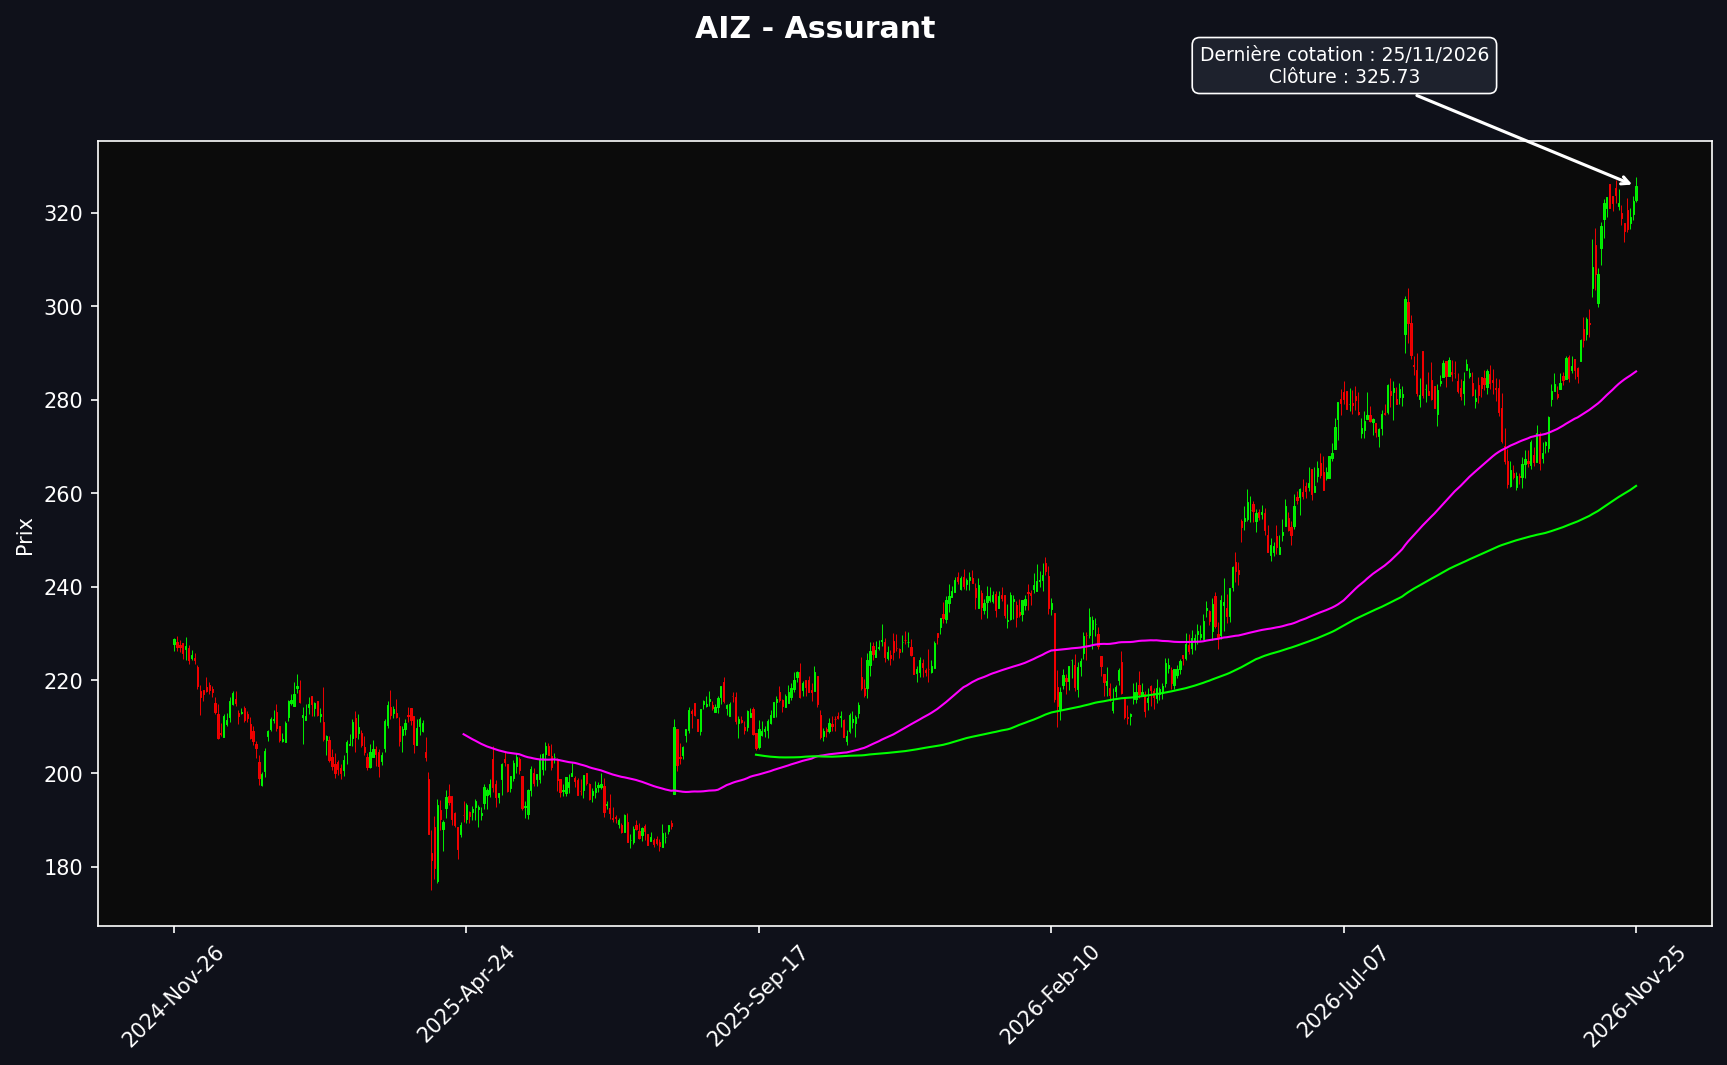 AIZ - Assurant
Dernière cotation : 25/11/2026
Clôture : 325.73
Prix
320
300
280
260
240
220
200
180
2024-Nov-26
2025-Apr-24
2025-Sep-17
2026-Feb-10
2026-Jul-07
2026-Nov-25